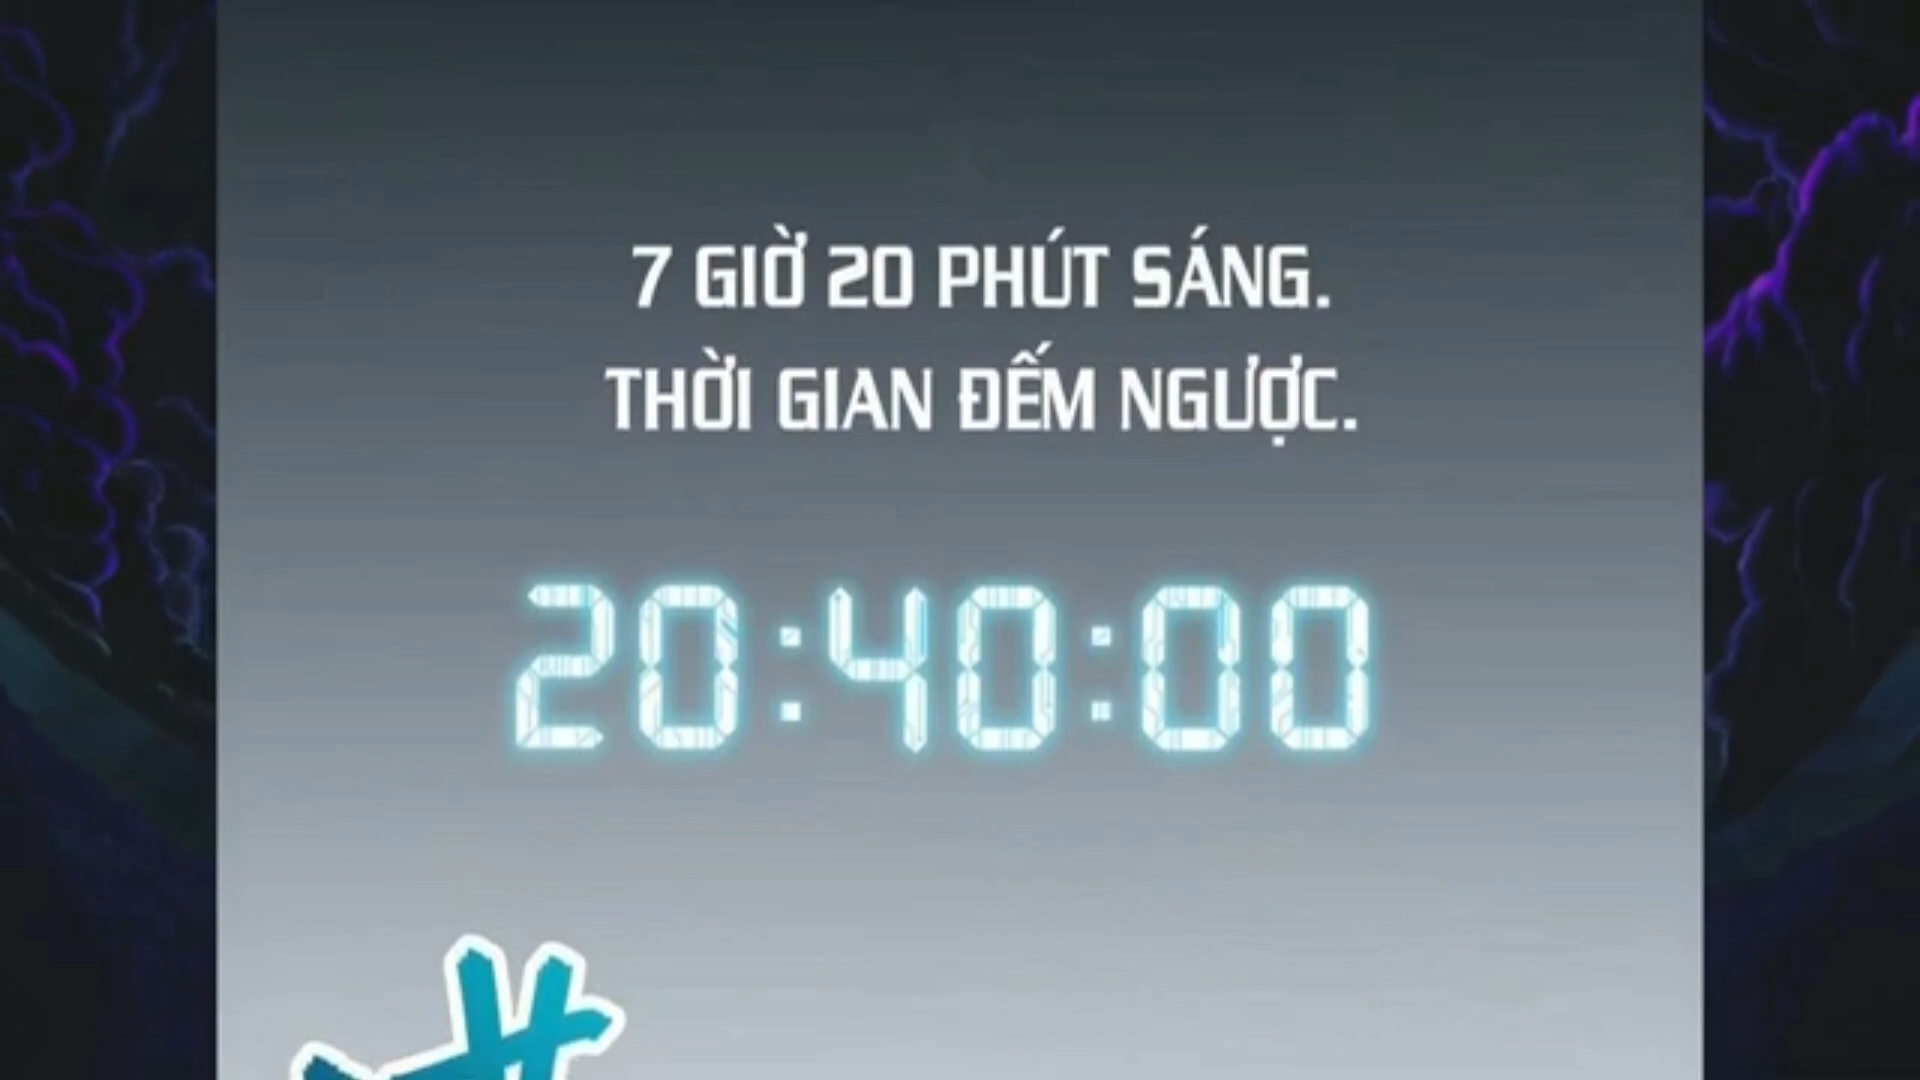 7 GIỜ 20 PHÚT SÁNG.
THỜI GIAN ĐẾM NGƯỢC.
20:40:00